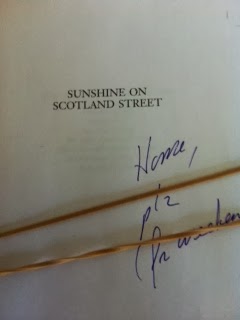 SUNSHINE ON
SCOTLAND STREET
Home,
plz